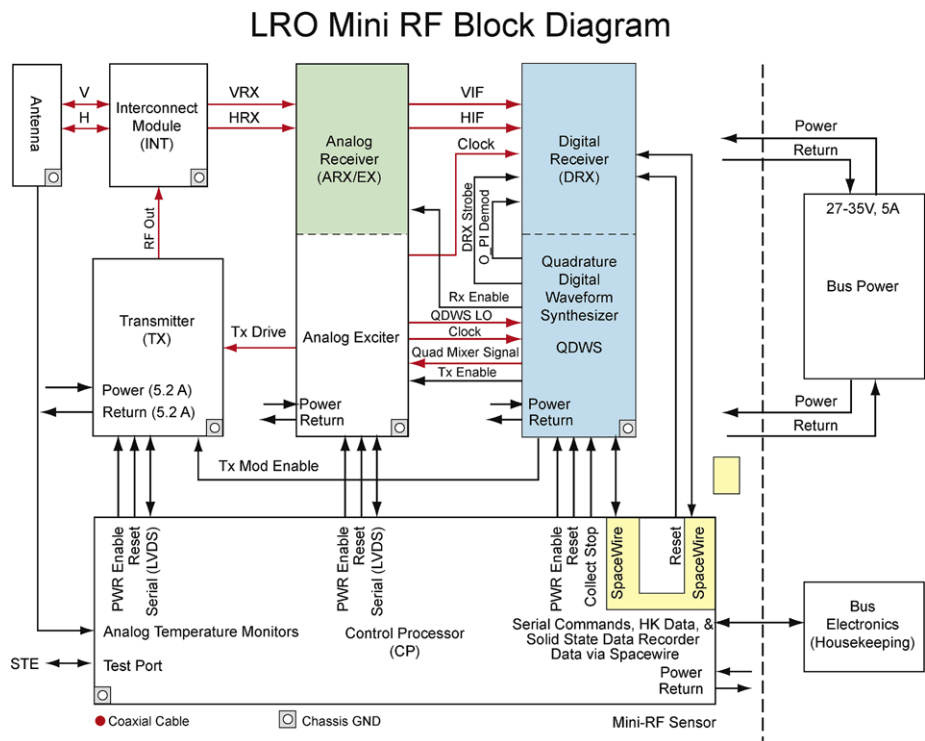 LRO Mini RF Block Diagram
Antenna
V
H
Interconnect
Module
(INT)
VRX
HRX
Analog
Receiver
(ARX/EX)
VIF
HIF
Clock
Digital
Receiver
(DRX)
Power
Return
27-35V, 5A
Bus Power
Power
Return
RF Out
DRX Strobe
O_PI Demod
Rx Enable
Quadrature
Digital
Waveform
Synthesizer
QDWS
Transmitter
(TX)
Tx Drive
Analog Exciter
QDWS LO
Clock
Quad Mixer Signal
Tx Enable
Power (5.2 A)
Return (5.2 A)
Power
Return
Power
Return
Tx Mod Enable
PWR Enable
Reset
Serial (LVDS)
PWR Enable
Reset
Serial (LVDS)
PWR Enable
Reset
Collect Stop
SpaceWire
Reset
SpaceWire
Analog Temperature Monitors
Control Processor
(CP)
Serial Commands, HK Data, &
Solid State Data Recorder
Data via Spacewire
Bus
Electronics
(Housekeeping)
STE
Test Port
Power
Return
Coaxial Cable
Chassis GND
Mini-RF Sensor